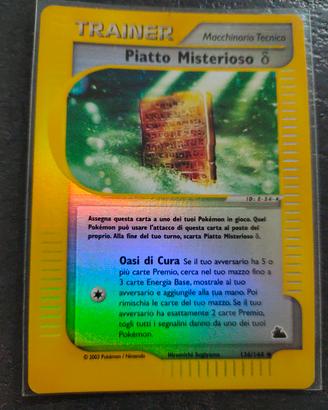 TRAINER
Macchinario Tecnico
Piatto Misterioso δ
ID: E-36-#
Assegna questa carta a uno dei tuoi Pokémon in gioco. Quel
Pokémon può usare l'attacco di questa carta al posto del
proprio. Alla fine del tuo turno, scarta Piatto Misterioso δ.
Oasi di Cura Se il tuo avversario ha 5 o
più carte Premio, cerca nel tuo mazzo fino a
3 carte Energia Base, mostrale al tuo
avversario e aggiungile alla tua mano. Poi
rimischia le carte del tuo mazzo. Se il tuo
avversario ha esattamente 2 carte Premio,
togli tutti i segnalini danno da uno dei tuoi
Pokémon.
Hiromichi Sugiyama
© 2003 Pokémon / Nintendo
136/144